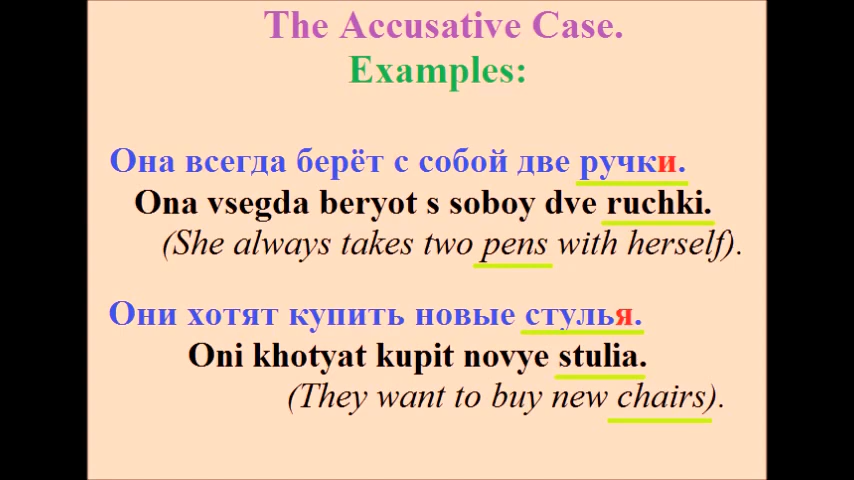 The Accusative Case.
Examples:
Она всегда берёт с собой две ручки.
Ona vsegda beryot s soboy dve ruchki.
(She always takes two pens with herself).
Они хотят купить новые стулья.
Oni khotyat kupit novye stulia.
(They want to buy new chairs).